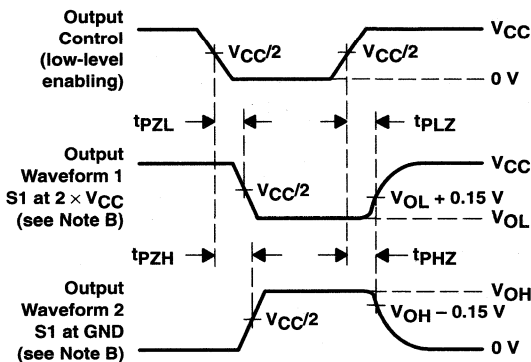 Output
Control
(low-level
enabling)
VCC/2
VCC/2
VCC
0 V
tPZL
tPLZ
Output
Waveform 1
S1 at 2 × VCC
(see Note B)
VCC/2
VCC
VOL + 0.15 V
VOL
tPZH
tPHZ
Output
Waveform 2
S1 at GND
(see Note B)
VCC/2
VOH
VOH − 0.15 V
0 V